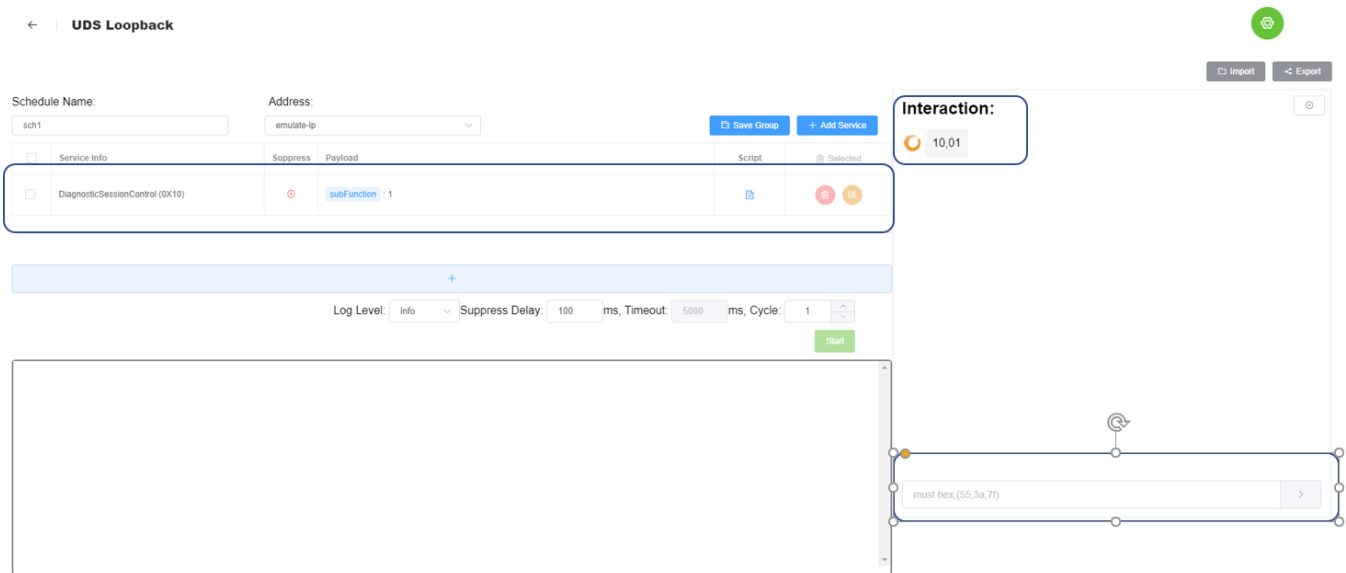 UDS Loopback
Import
Export
Schedule Name:
Address:
sch1
emulate-lp
Save Group
+ Add Service
Service Info
Suppress
Payload
Script
Selected
DiagnosticSessionControl (0X10)
subFunction : 1
+
Log Level: info Suppress Delay: 100 ms, Timeout: 5000 ms, Cycle: 1
Start
Interaction:
10,01
must hex,(55,3a,7f)